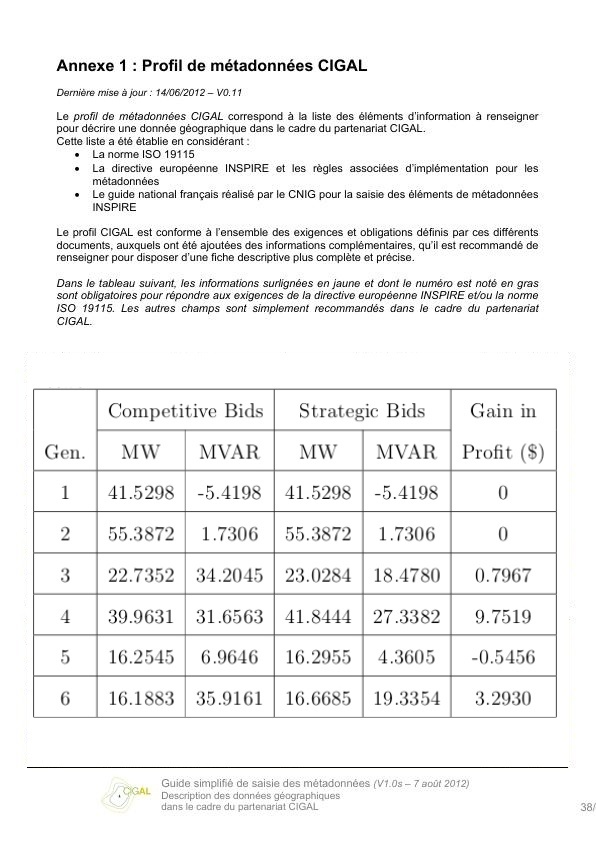 Annexe 1 : Profil de métadonnées CIGAL
Dernière mise à jour : 14/06/2012 – V0.11
Le profil de métadonnées CIGAL correspond à la liste des éléments d'information à renseigner
pour décrire une donnée géographique dans le cadre du partenariat CIGAL.
Cette liste a été établie en considérant :
• La norme ISO 19115
• La directive européenne INSPIRE et les règles associées d'implémentation pour les
métadonnées
• Le guide national français réalisé par le CNIG pour la saisie des éléments de métadonnées
INSPIRE
Le profil CIGAL est conforme à l'ensemble des exigences et obligations définis par ces différents
documents, auxquels ont été ajoutées des informations complémentaires, qu'il est recommandé de
renseigner pour disposer d'une fiche descriptive plus complète et précise.
Dans le tableau suivant, les informations surlignées en jaune et dont le numéro est noté en gras
sont obligatoires pour répondre aux exigences de la directive européenne INSPIRE et/ou la norme
ISO 19115. Les autres champs sont simplement recommandés dans le cadre du partenariat
CIGAL.
Competitive Bids Strategic Bids Gain in
Gen. MW MVAR MW MVAR Profit ($)
1 41.5298 -5.4198 41.5298 -5.4198 0
2 55.3872 1.7306 55.3872 1.7306 0
3 22.7352 34.2045 23.0284 18.4780 0.7967
4 39.9631 31.6563 41.8444 27.3382 9.7519
5 16.2545 6.9646 16.2955 4.3605 -0.5456
6 16.1883 35.9161 16.6685 19.3354 3.2930
CIGAL
Guide simplifié de saisie des métadonnées (V1.0s – 7 août 2012)
Description des données géographiques
dans le cadre du partenariat CIGAL
38/